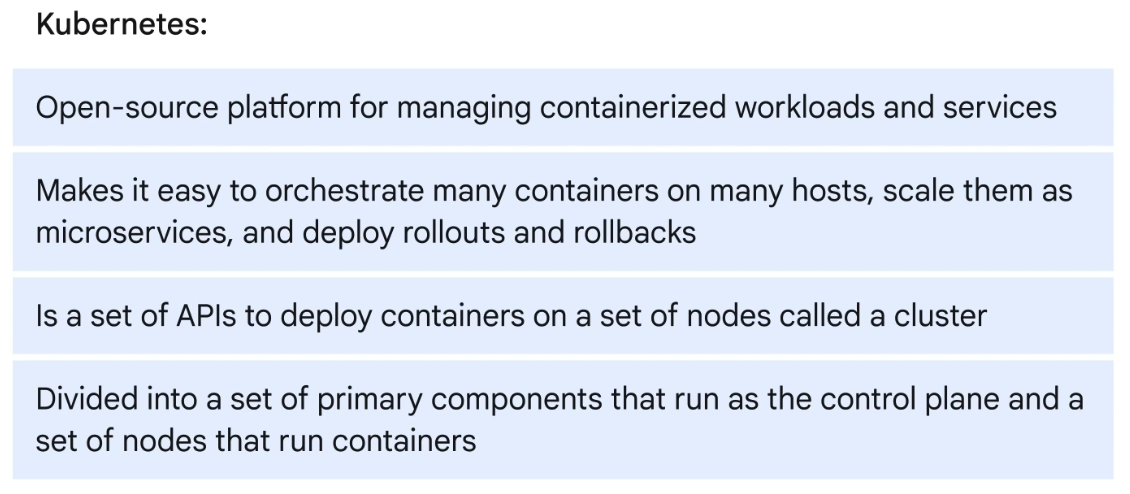 Kubernetes:
Open-source platform for managing containerized workloads and services
Makes it easy to orchestrate many containers on many hosts, scale them as
microservices, and deploy rollouts and rollbacks
Is a set of APIs to deploy containers on a set of nodes called a cluster
Divided into a set of primary components that run as the control plane and a
set of nodes that run containers